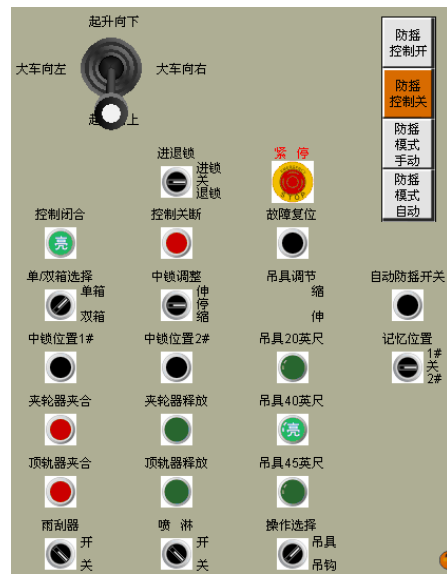 起升向下
大车向左
大车向右
上
防摇
控制开
防摇
控制关
防摇
模式
手动
防摇
模式
自动
进退锁
进锁
关
退锁
紧 停
STOP
控制闭合
亮
控制关断
故障复位
单/双箱选择
单箱
双箱
中锁调整
伸
停
缩
吊具调节
缩
伸
自动防摇开关
中锁位置1#
中锁位置2#
吊具20英尺
记忆位置
1#
关
2#
夹轮器夹合
夹轮器释放
吊具40英尺
亮
顶轨器夹合
顶轨器释放
吊具45英尺
雨刮器
开
关
喷 淋
开
关
操作选择
吊具
吊钩